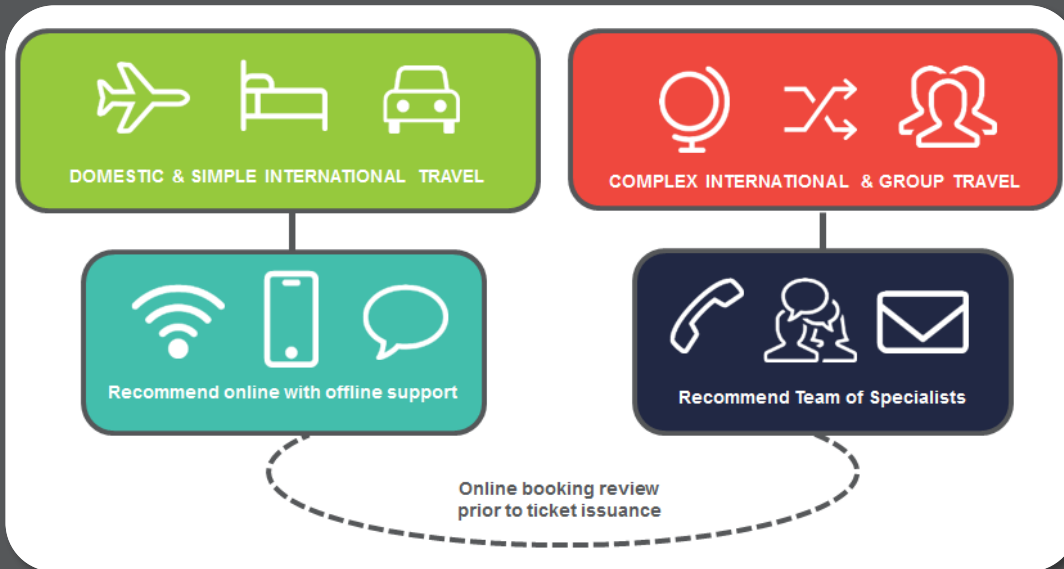 DOMESTIC & SIMPLE INTERNATIONAL TRAVEL
COMPLEX INTERNATIONAL & GROUP TRAVEL
Recommend online with offline support
Recommend Team of Specialists
Online booking review
prior to ticket issuance